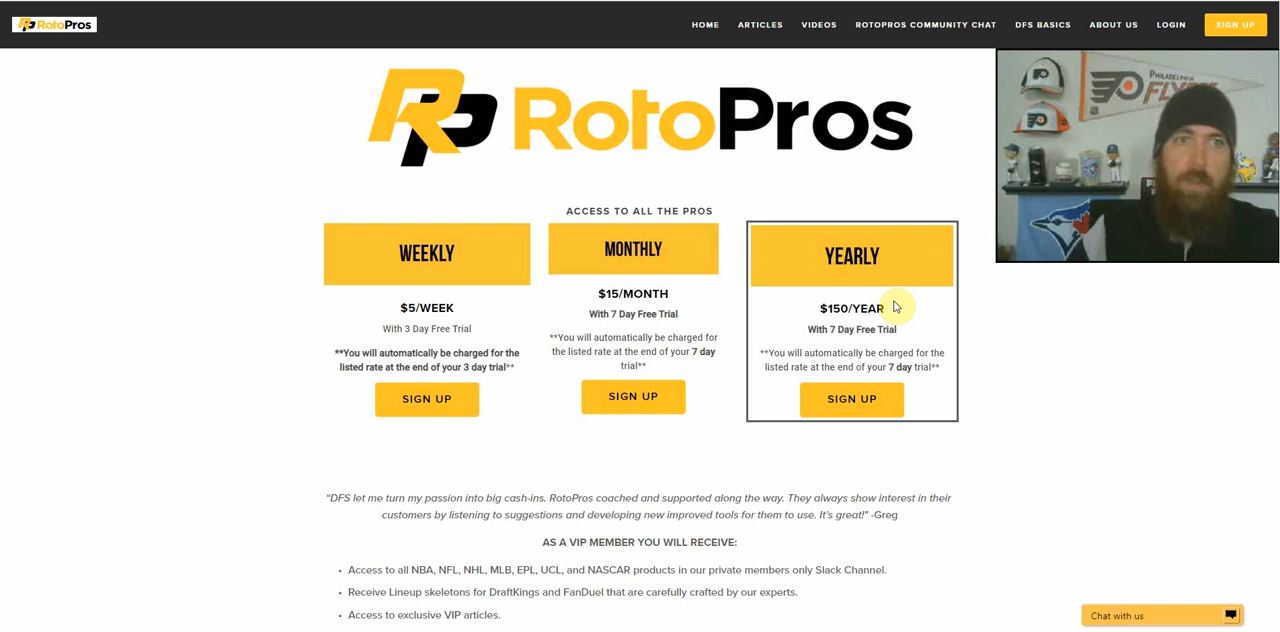 RotoPros
HOME ARTICLES VIDEOS ROTOPROS COMMUNITY CHAT DFS BASICS ABOUT US LOGIN SIGN UP
RP RotoPros
PHILADELPHIA
FLYERS
ACCESS TO ALL THE PROS
WEEKLY
$5/WEEK
With 3 Day Free Trial
**You will automatically be charged for the
listed rate at the end of your 3 day trial**
SIGN UP
MONTHLY
$15/MONTH
With 7 Day Free Trial
**You will automatically be charged for
the listed rate at the end of your 7 day
trial**
SIGN UP
YEARLY
$150/YEAR
With 7 Day Free Trial
**You will automatically be charged for the
listed rate at the end of your 7 day trial**
SIGN UP
"DFS let me turn my passion into big cash-ins. RotoPros coached and supported along the way. They always show interest in their
customers by listening to suggestions and developing new improved tools for them to use. It's great!" -Greg
AS A VIP MEMBER YOU WILL RECEIVE:
• Access to all NBA, NFL, NHL, MLB, EPL, UCL, and NASCAR products in our private members only Slack Channel.
• Receive Lineup skeletons for DraftKings and FanDuel that are carefully crafted by our experts.
• Access to exclusive VIP articles.
Chat with us